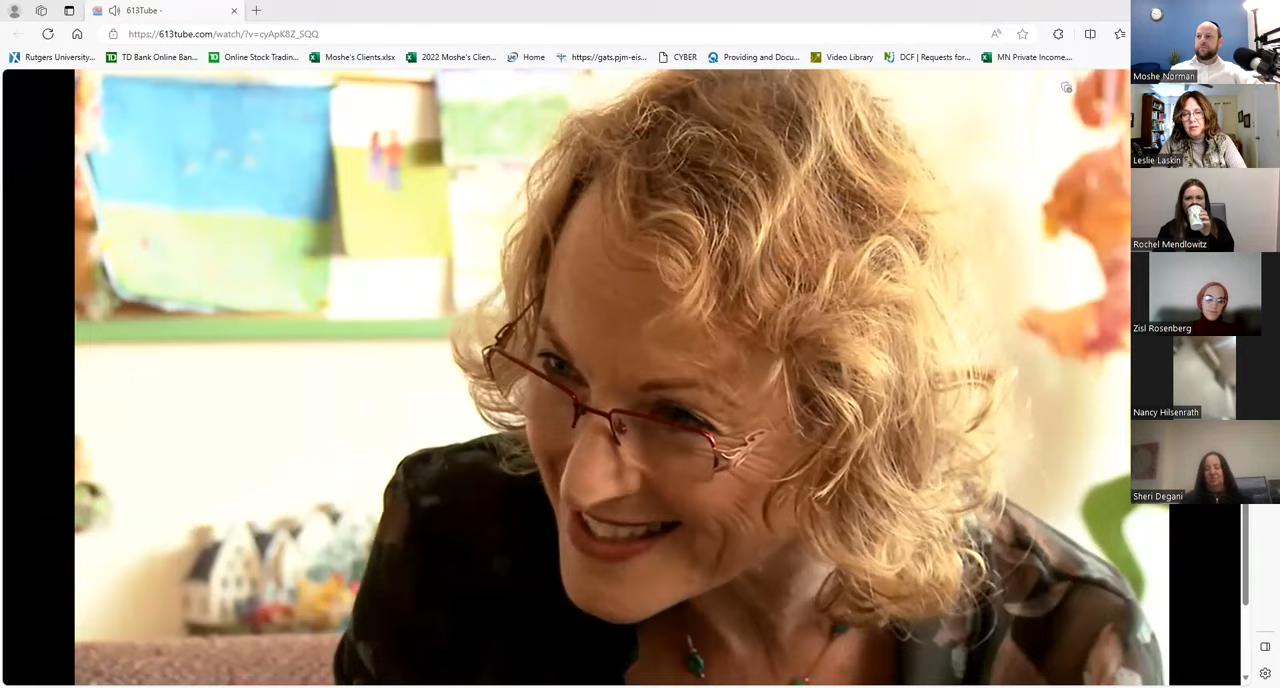 613Tube -
https://613tube.com/watch/?v=cyApK8Z_SQQ
Rutgers University... TD Bank Online Ban... Online Stock Tradin... Moshe's Clients.xlsx 2022 Moshe's Clien... Home https://gats.pjm-eis... CYBER Providing and Docu... Video Library DCF | Requests for... MN Private Income....
Moshe Norman
Leslie Laskin
Rochel Mendlowitz
Zisl Rosenberg
Nancy Hilsenrath
Sheri Degani